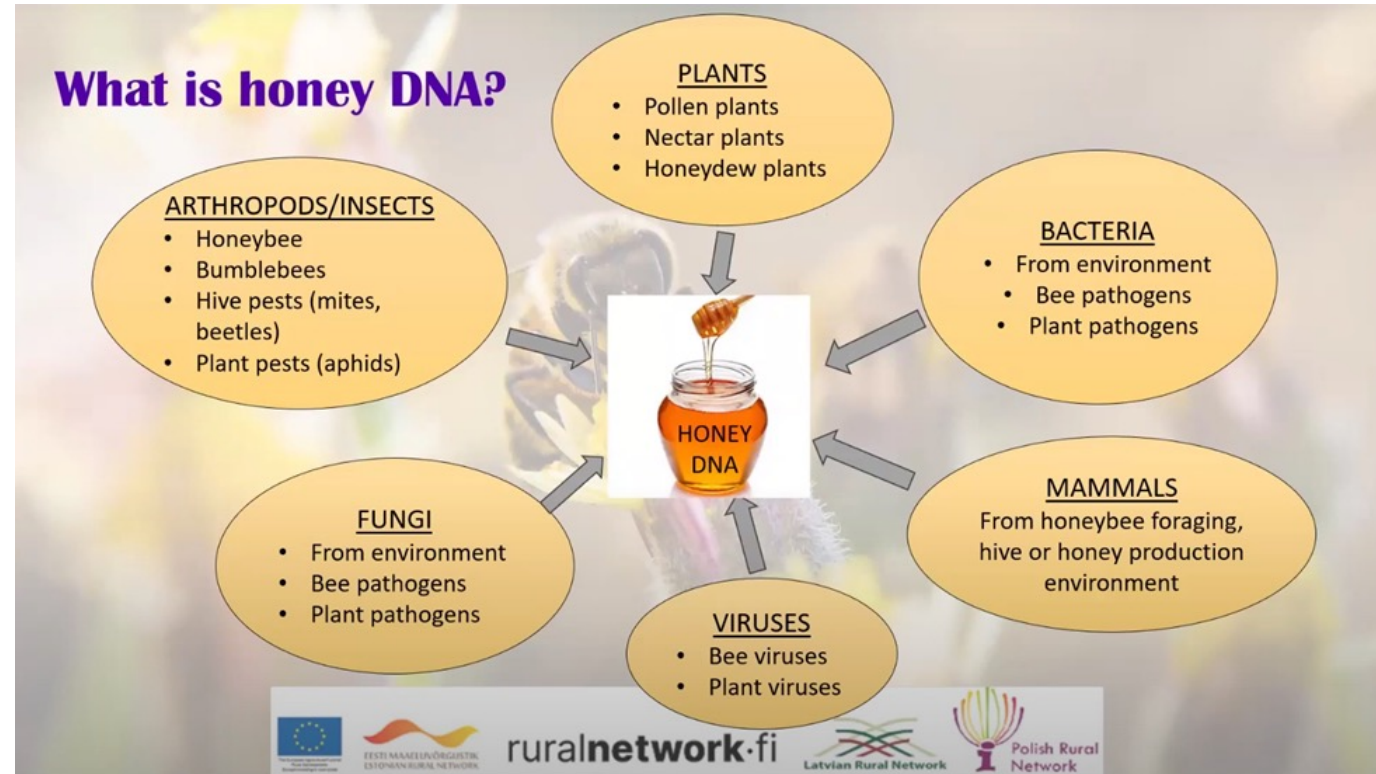 What is honey DNA?
PLANTS
• Pollen plants
• Nectar plants
• Honeydew plants
ARTHROPODS/INSECTS
• Honeybee
• Bumblebees
• Hive pests (mites,
beetles)
• Plant pests (aphids)
BACTERIA
• From environment
• Bee pathogens
• Plant pathogens
HONEY
DNA
MAMMALS
From honeybee foraging,
hive or honey production
environment
FUNGI
• From environment
• Bee pathogens
• Plant pathogens
VIRUSES
• Bee viruses
• Plant viruses
EESTI MAAELUVÕRGUSTIK
ESTONIAN RURAL NETWORK
ruralnetwork·fi
Latvian Rural Network
Polish Rural
Network